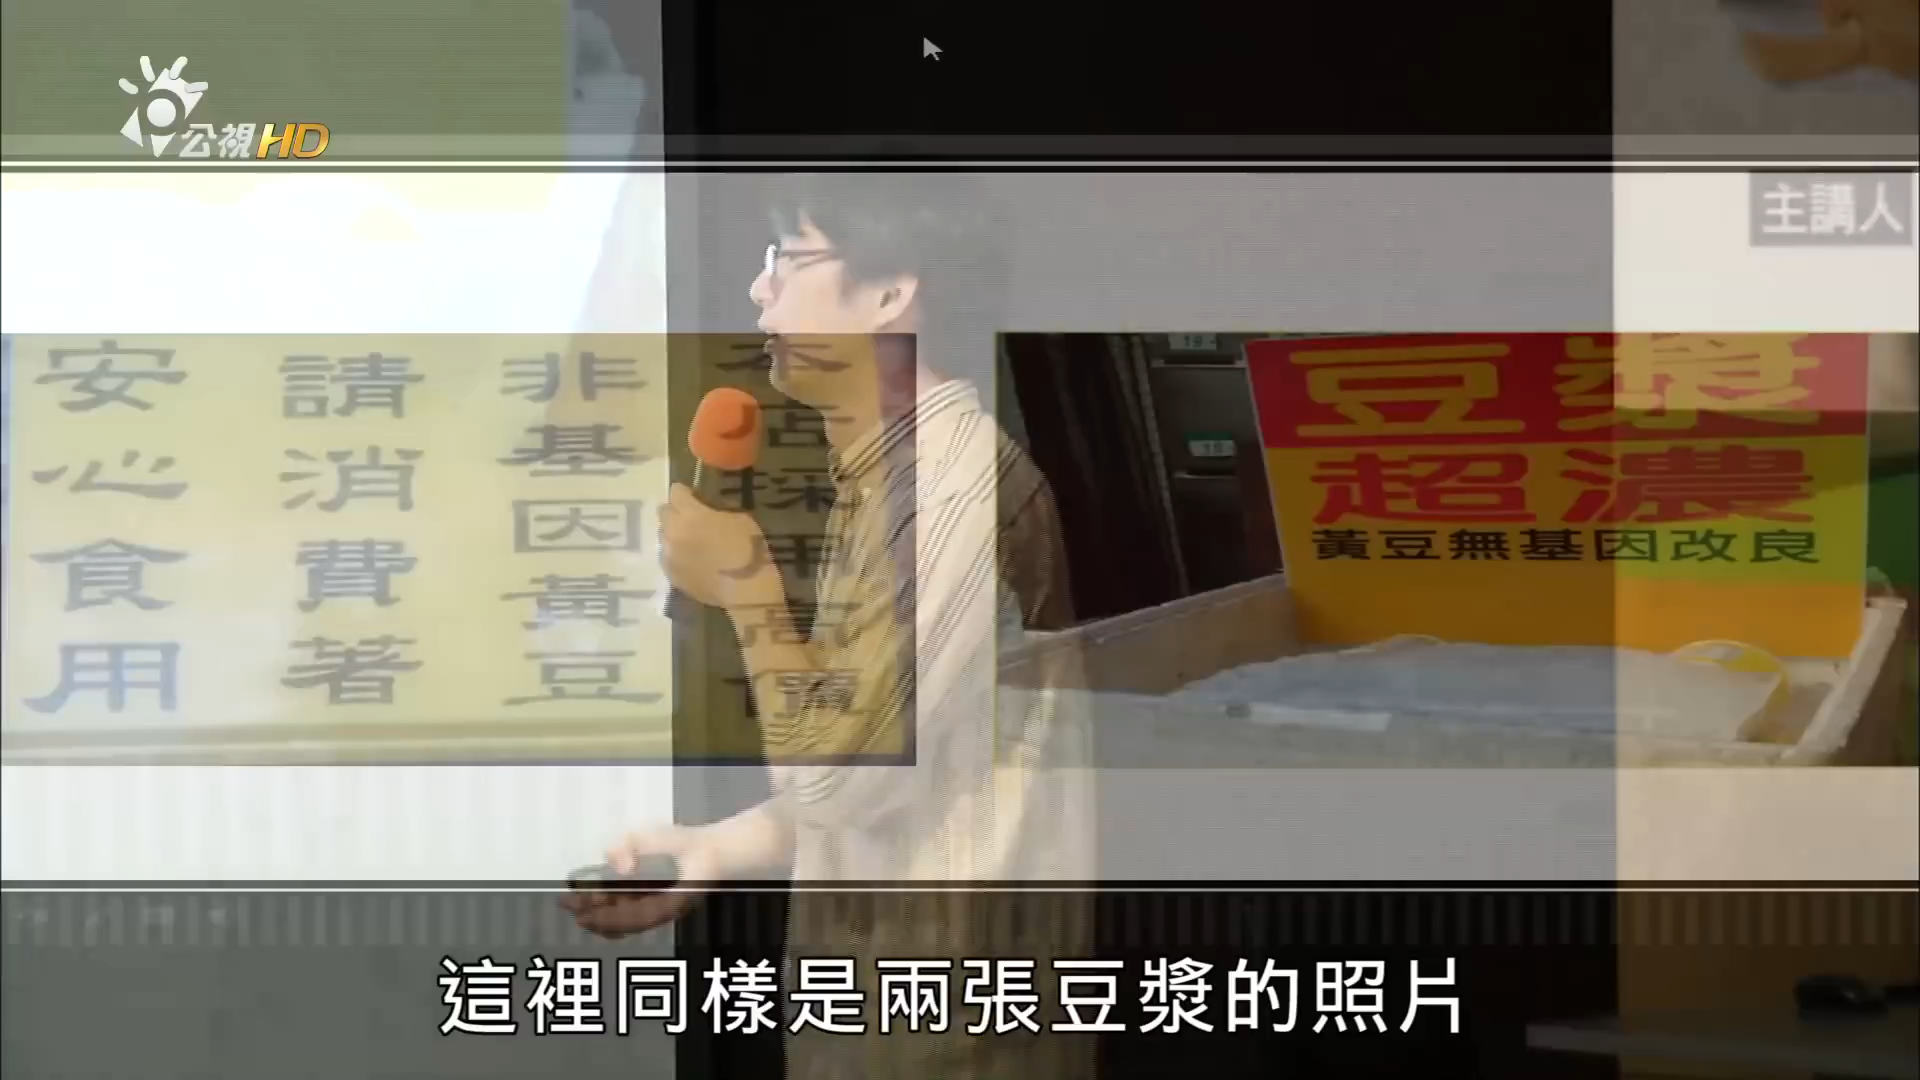 公視HD
主講人
本店採用高價
非基因黃豆
請消費著
安心食用
豆漿
超濃
黃豆無基因改良
這裡同樣是兩張豆漿的照片